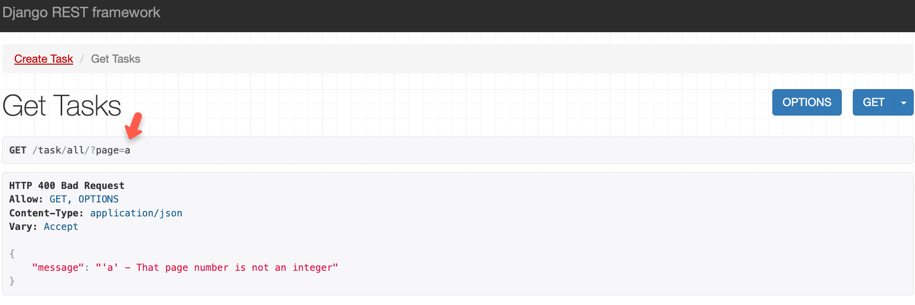 Django REST framework
Create Task / Get Tasks
Get Tasks
OPTIONS GET
GET /task/all/?page=a
HTTP 400 Bad Request
Allow: GET, OPTIONS
Content-Type: application/json
Vary: Accept
{
    "message": "'a' - That page number is not an integer"
}